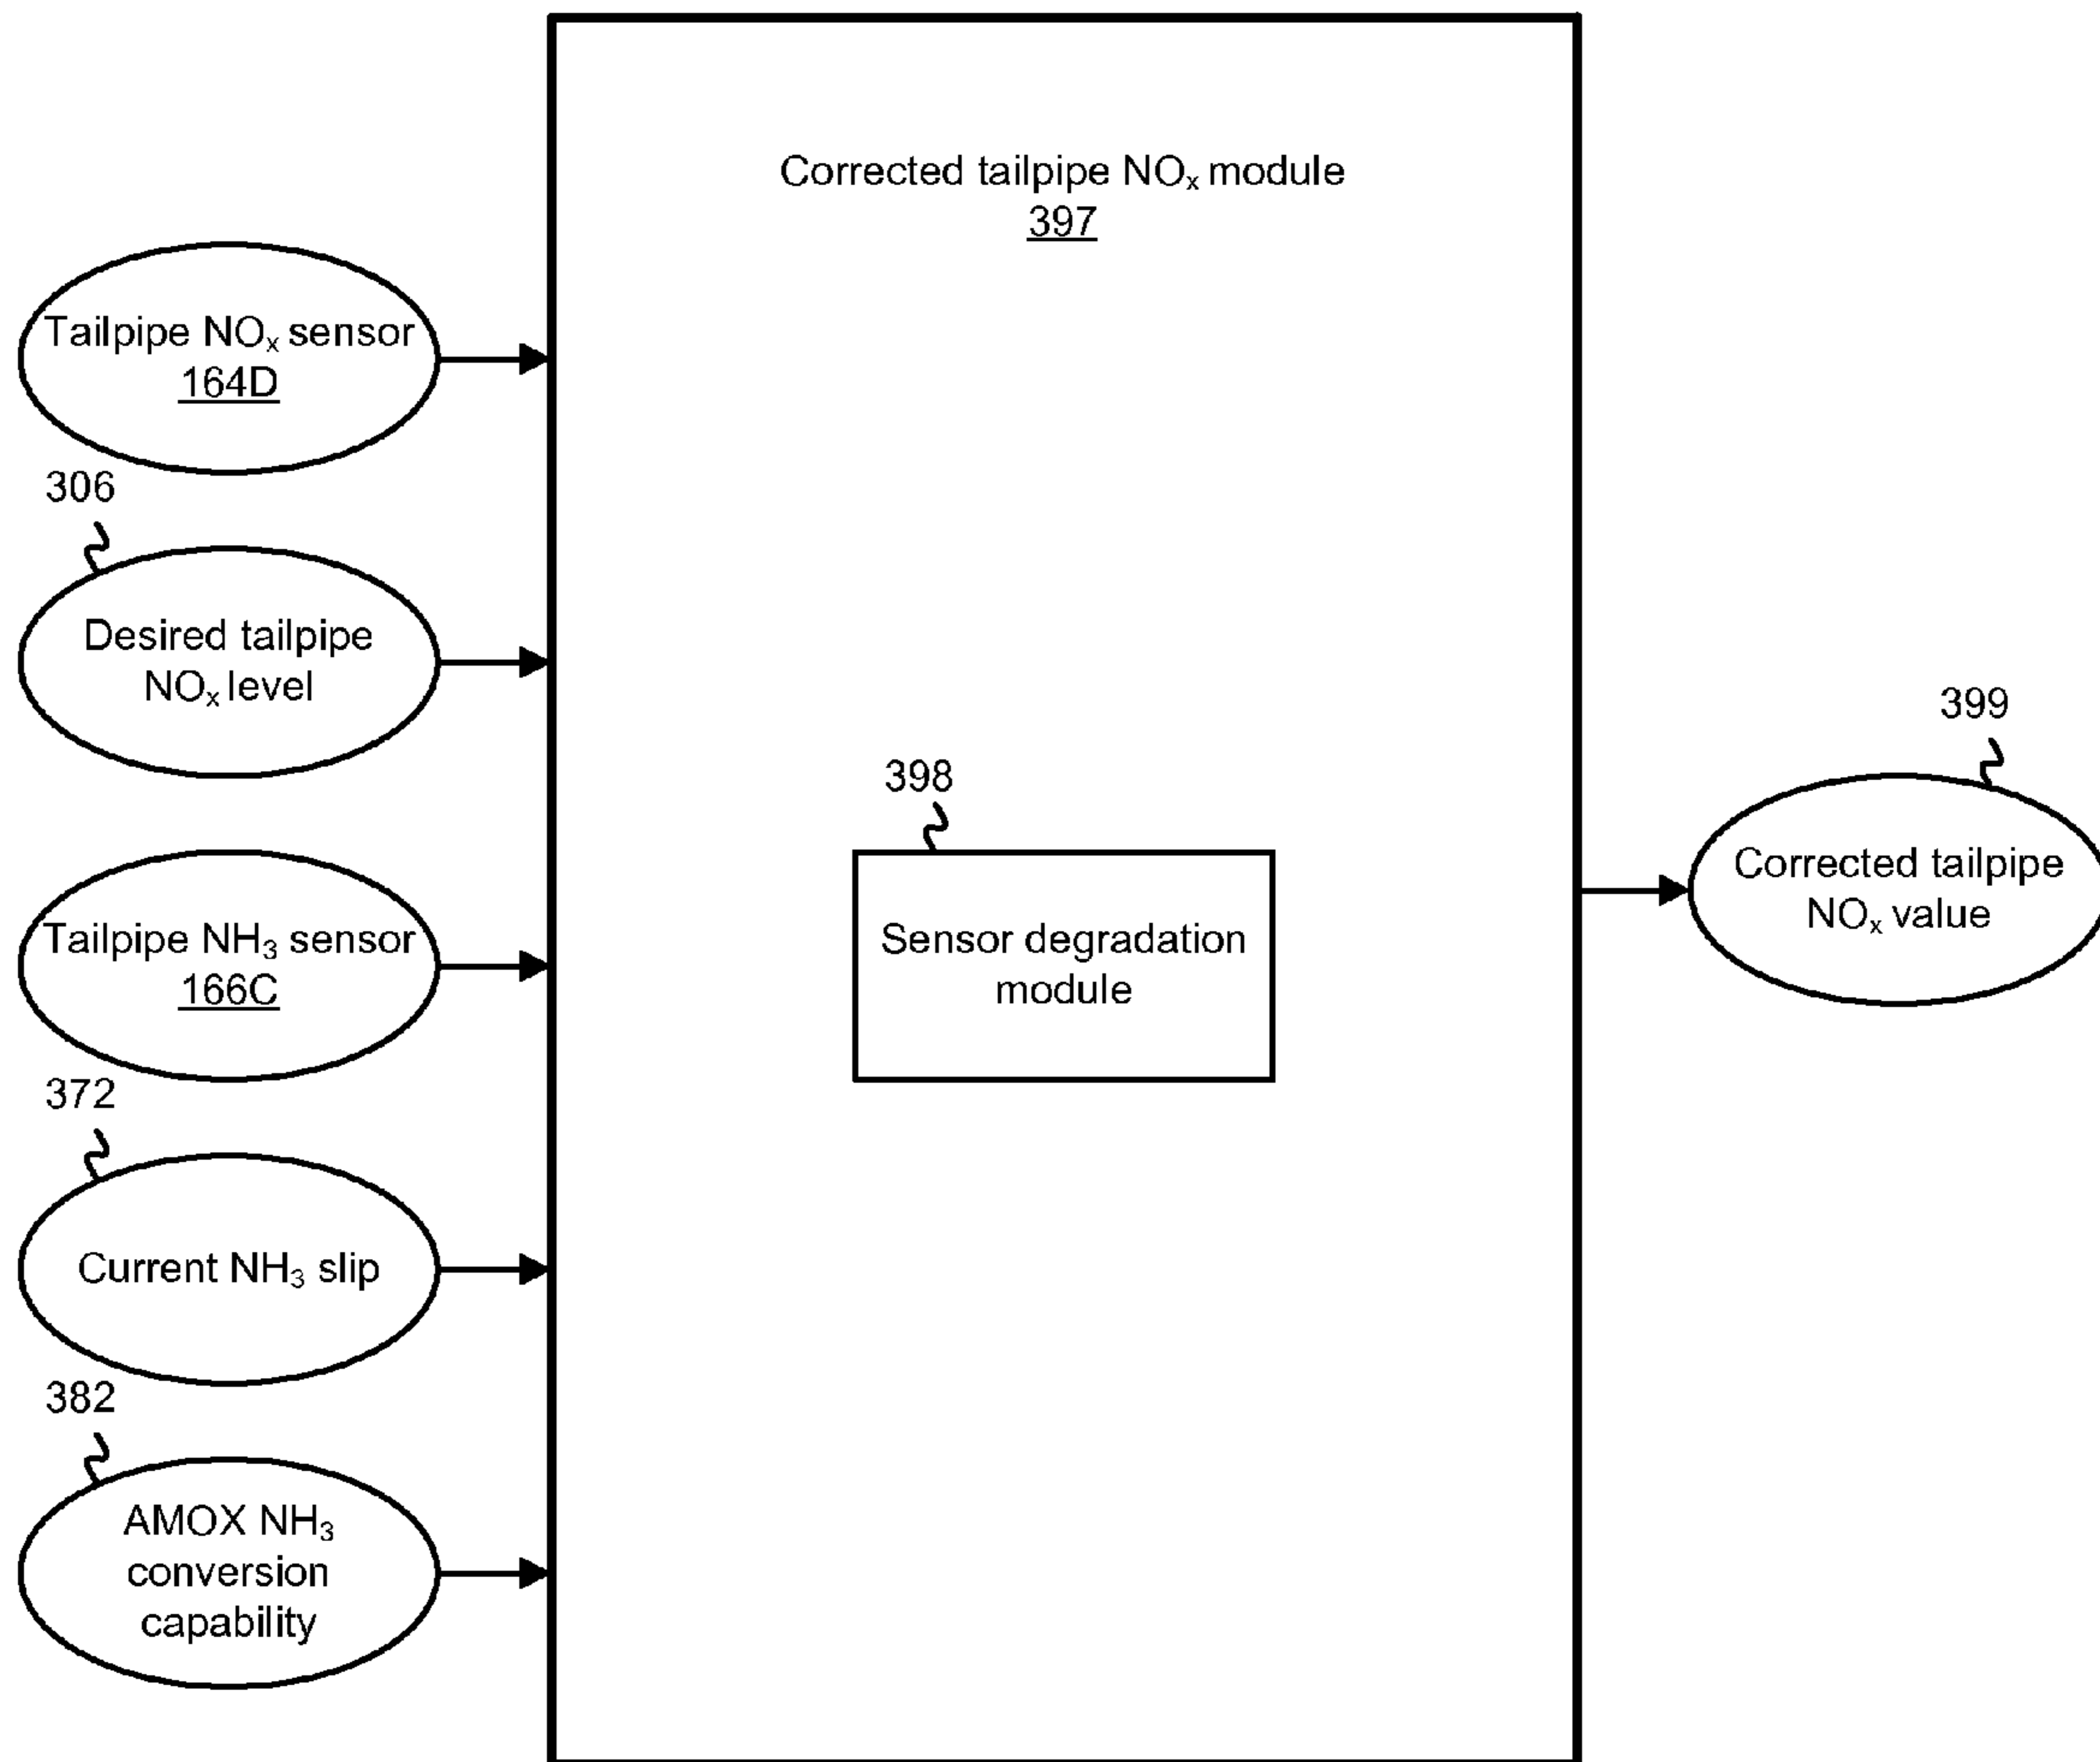 Corrected tailpipe NOx module
397
Tailpipe NOx sensor
164D
306
Desired tailpipe
NOx level
Tailpipe NH3 sensor
166C
372
Current NH3 slip
382
AMOX NH3
conversion
capability
398
Sensor degradation
module
399
Corrected tailpipe
NOx value